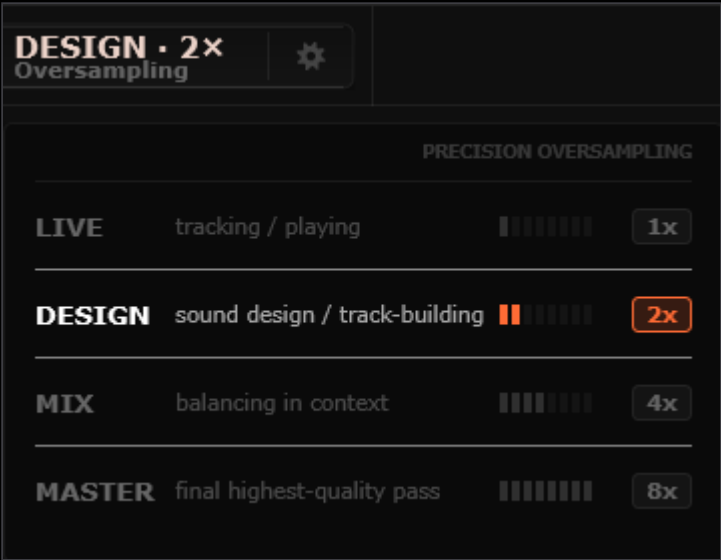 DESIGN · 2×
Oversampling
PRECISION OVERSAMPLING
LIVE tracking / playing 1x
DESIGN sound design / track-building 2x
MIX balancing in context 4x
MASTER final highest-quality pass 8x